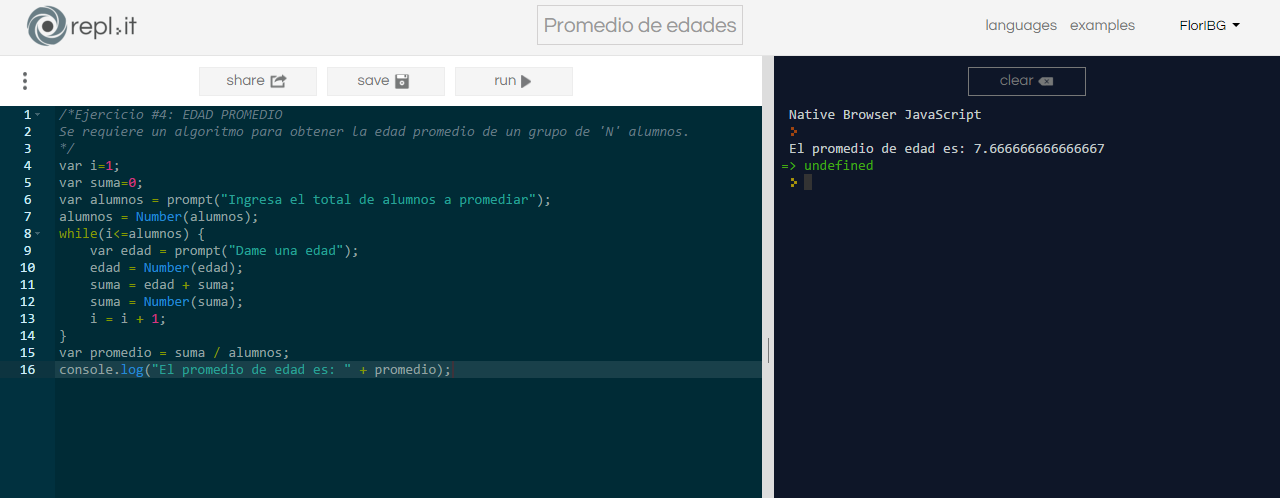 repl.it
Promedio de edades
languages examples FlorIBG
share save run clear
1 /*Ejercicio #4: EDAD PROMEDIO
2 Se requiere un algoritmo para obtener la edad promedio de un grupo de 'N' alumnos.
3 */
4 var i=1;
5 var suma=0;
6 var alumnos = prompt("Ingresa el total de alumnos a promediar");
7 alumnos = Number(alumnos);
8 while(i<=alumnos) {
9     var edad = prompt("Dame una edad");
10     edad = Number(edad);
11     suma = edad + suma;
12     suma = Number(suma);
13     i = i + 1;
14 }
15 var promedio = suma / alumnos;
16 console.log("El promedio de edad es: " + promedio);
Native Browser JavaScript
El promedio de edad es: 7.666666666666667
=> undefined